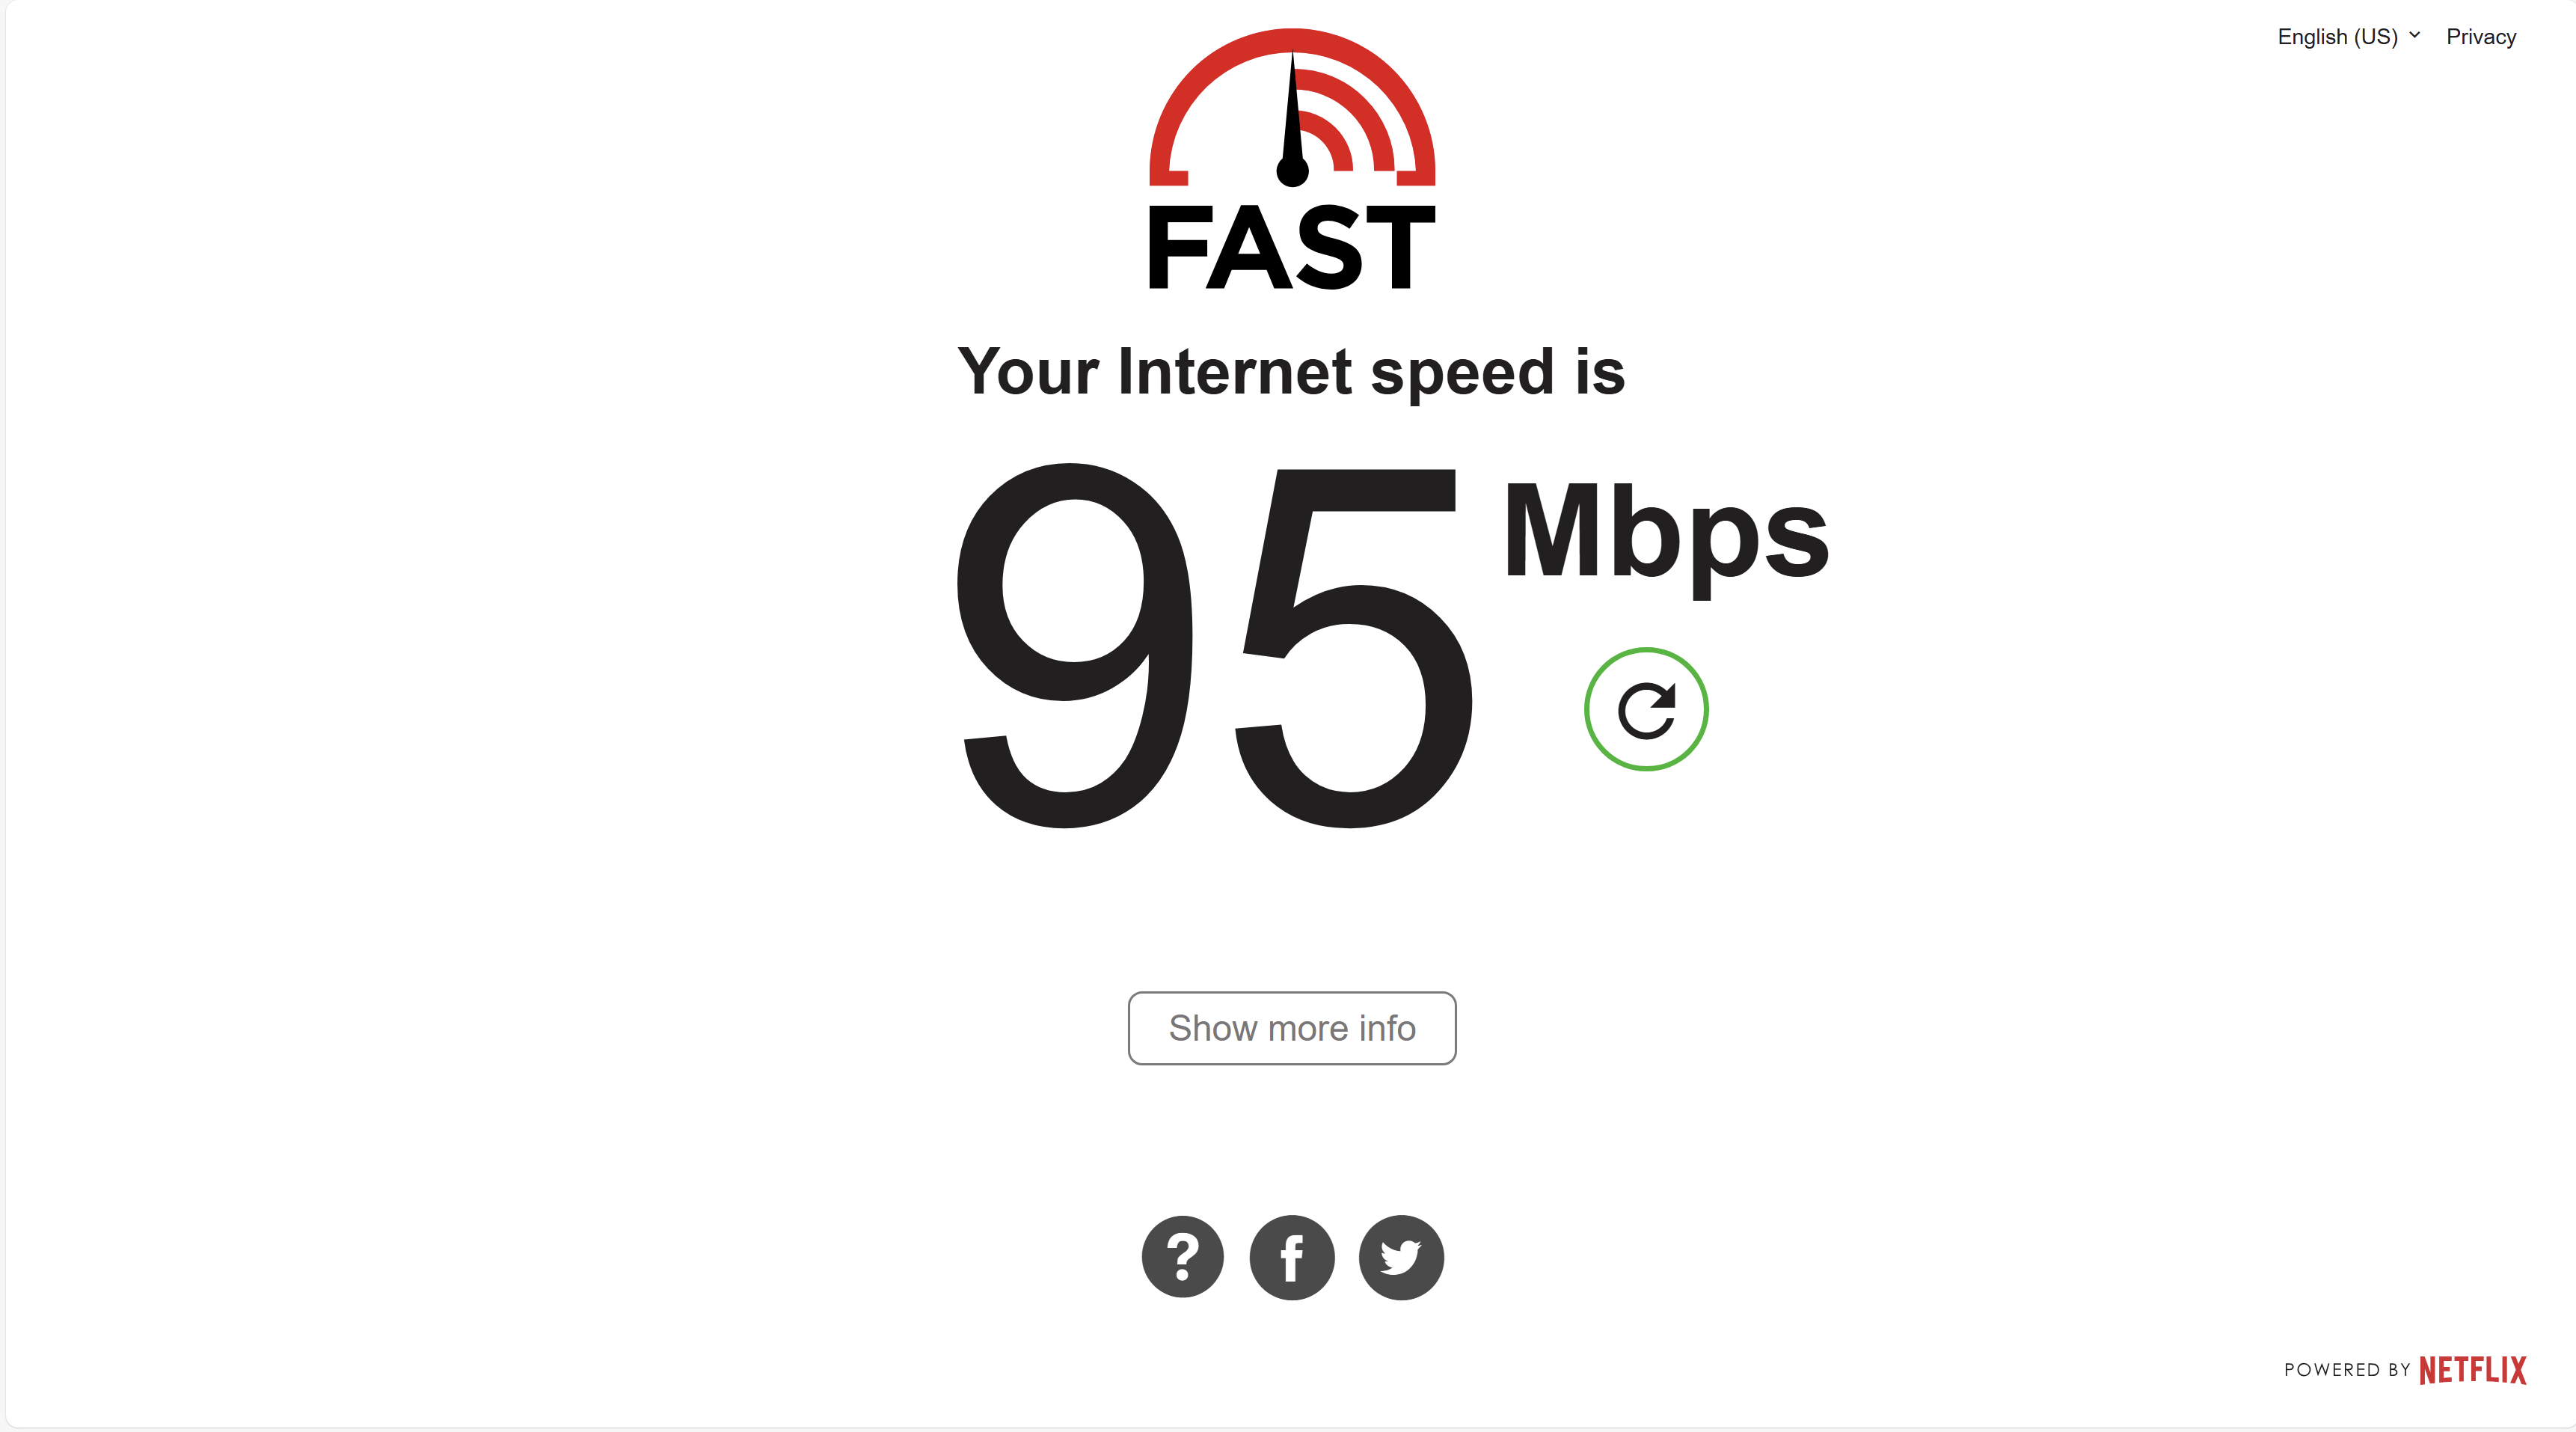 English (US) Privacy
FAST
Your Internet speed is
95 Mbps
Show more info
?
f
POWERED BY NETFLIX